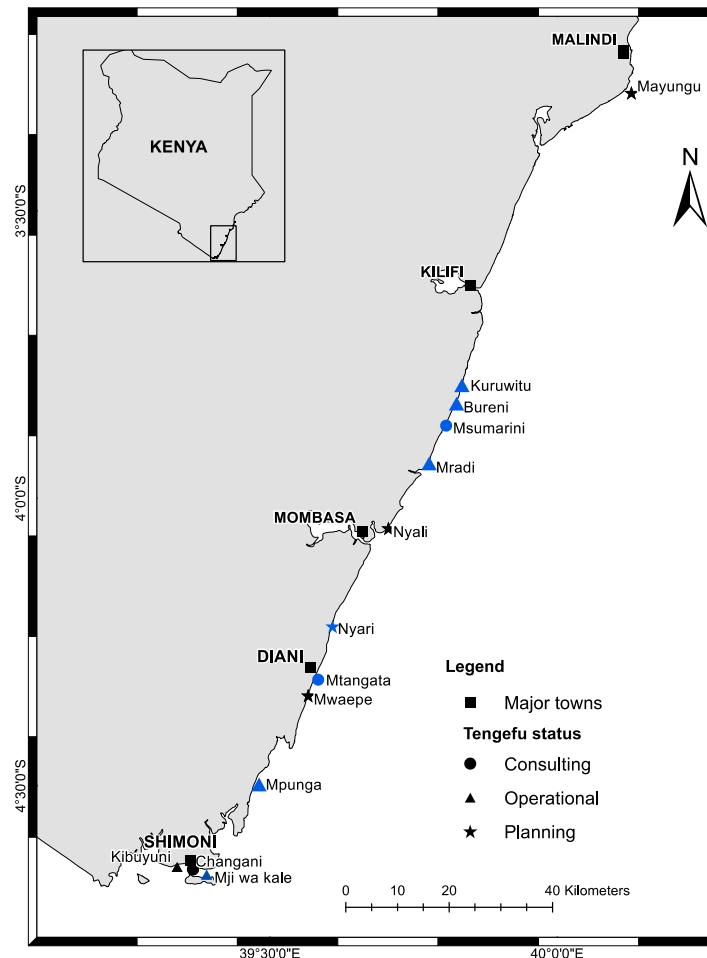 MALINDI
Mayungu
KENYA
N
3°30'0"S
KILIFI
Kuruwitu
Bureni
Msumarini
Mradi
4°0'0"S
MOMBASA
Nyali
Nyari
DIANI
Mtangata
Mwaepe
Legend
Major towns
Tengefu status
Consulting
Operational
Planning
4°30'0"S
Mpunga
SHIMONI
Kibuyuni
Changani
Mji wa kale
0 10 20 40 Kilometers
39°30'0"E
40°0'0"E